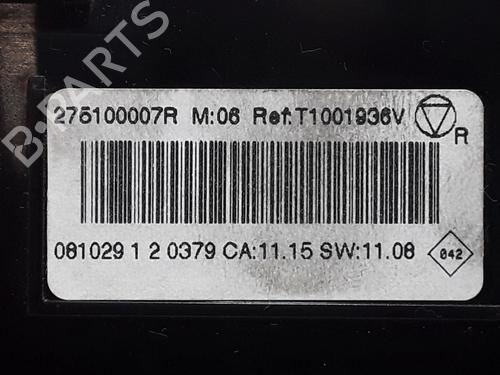 B-PARTS
275100007R M:06 Ref:T1001936V
R
081029 1 2 0379 CA:11.15 SW:11.08
042